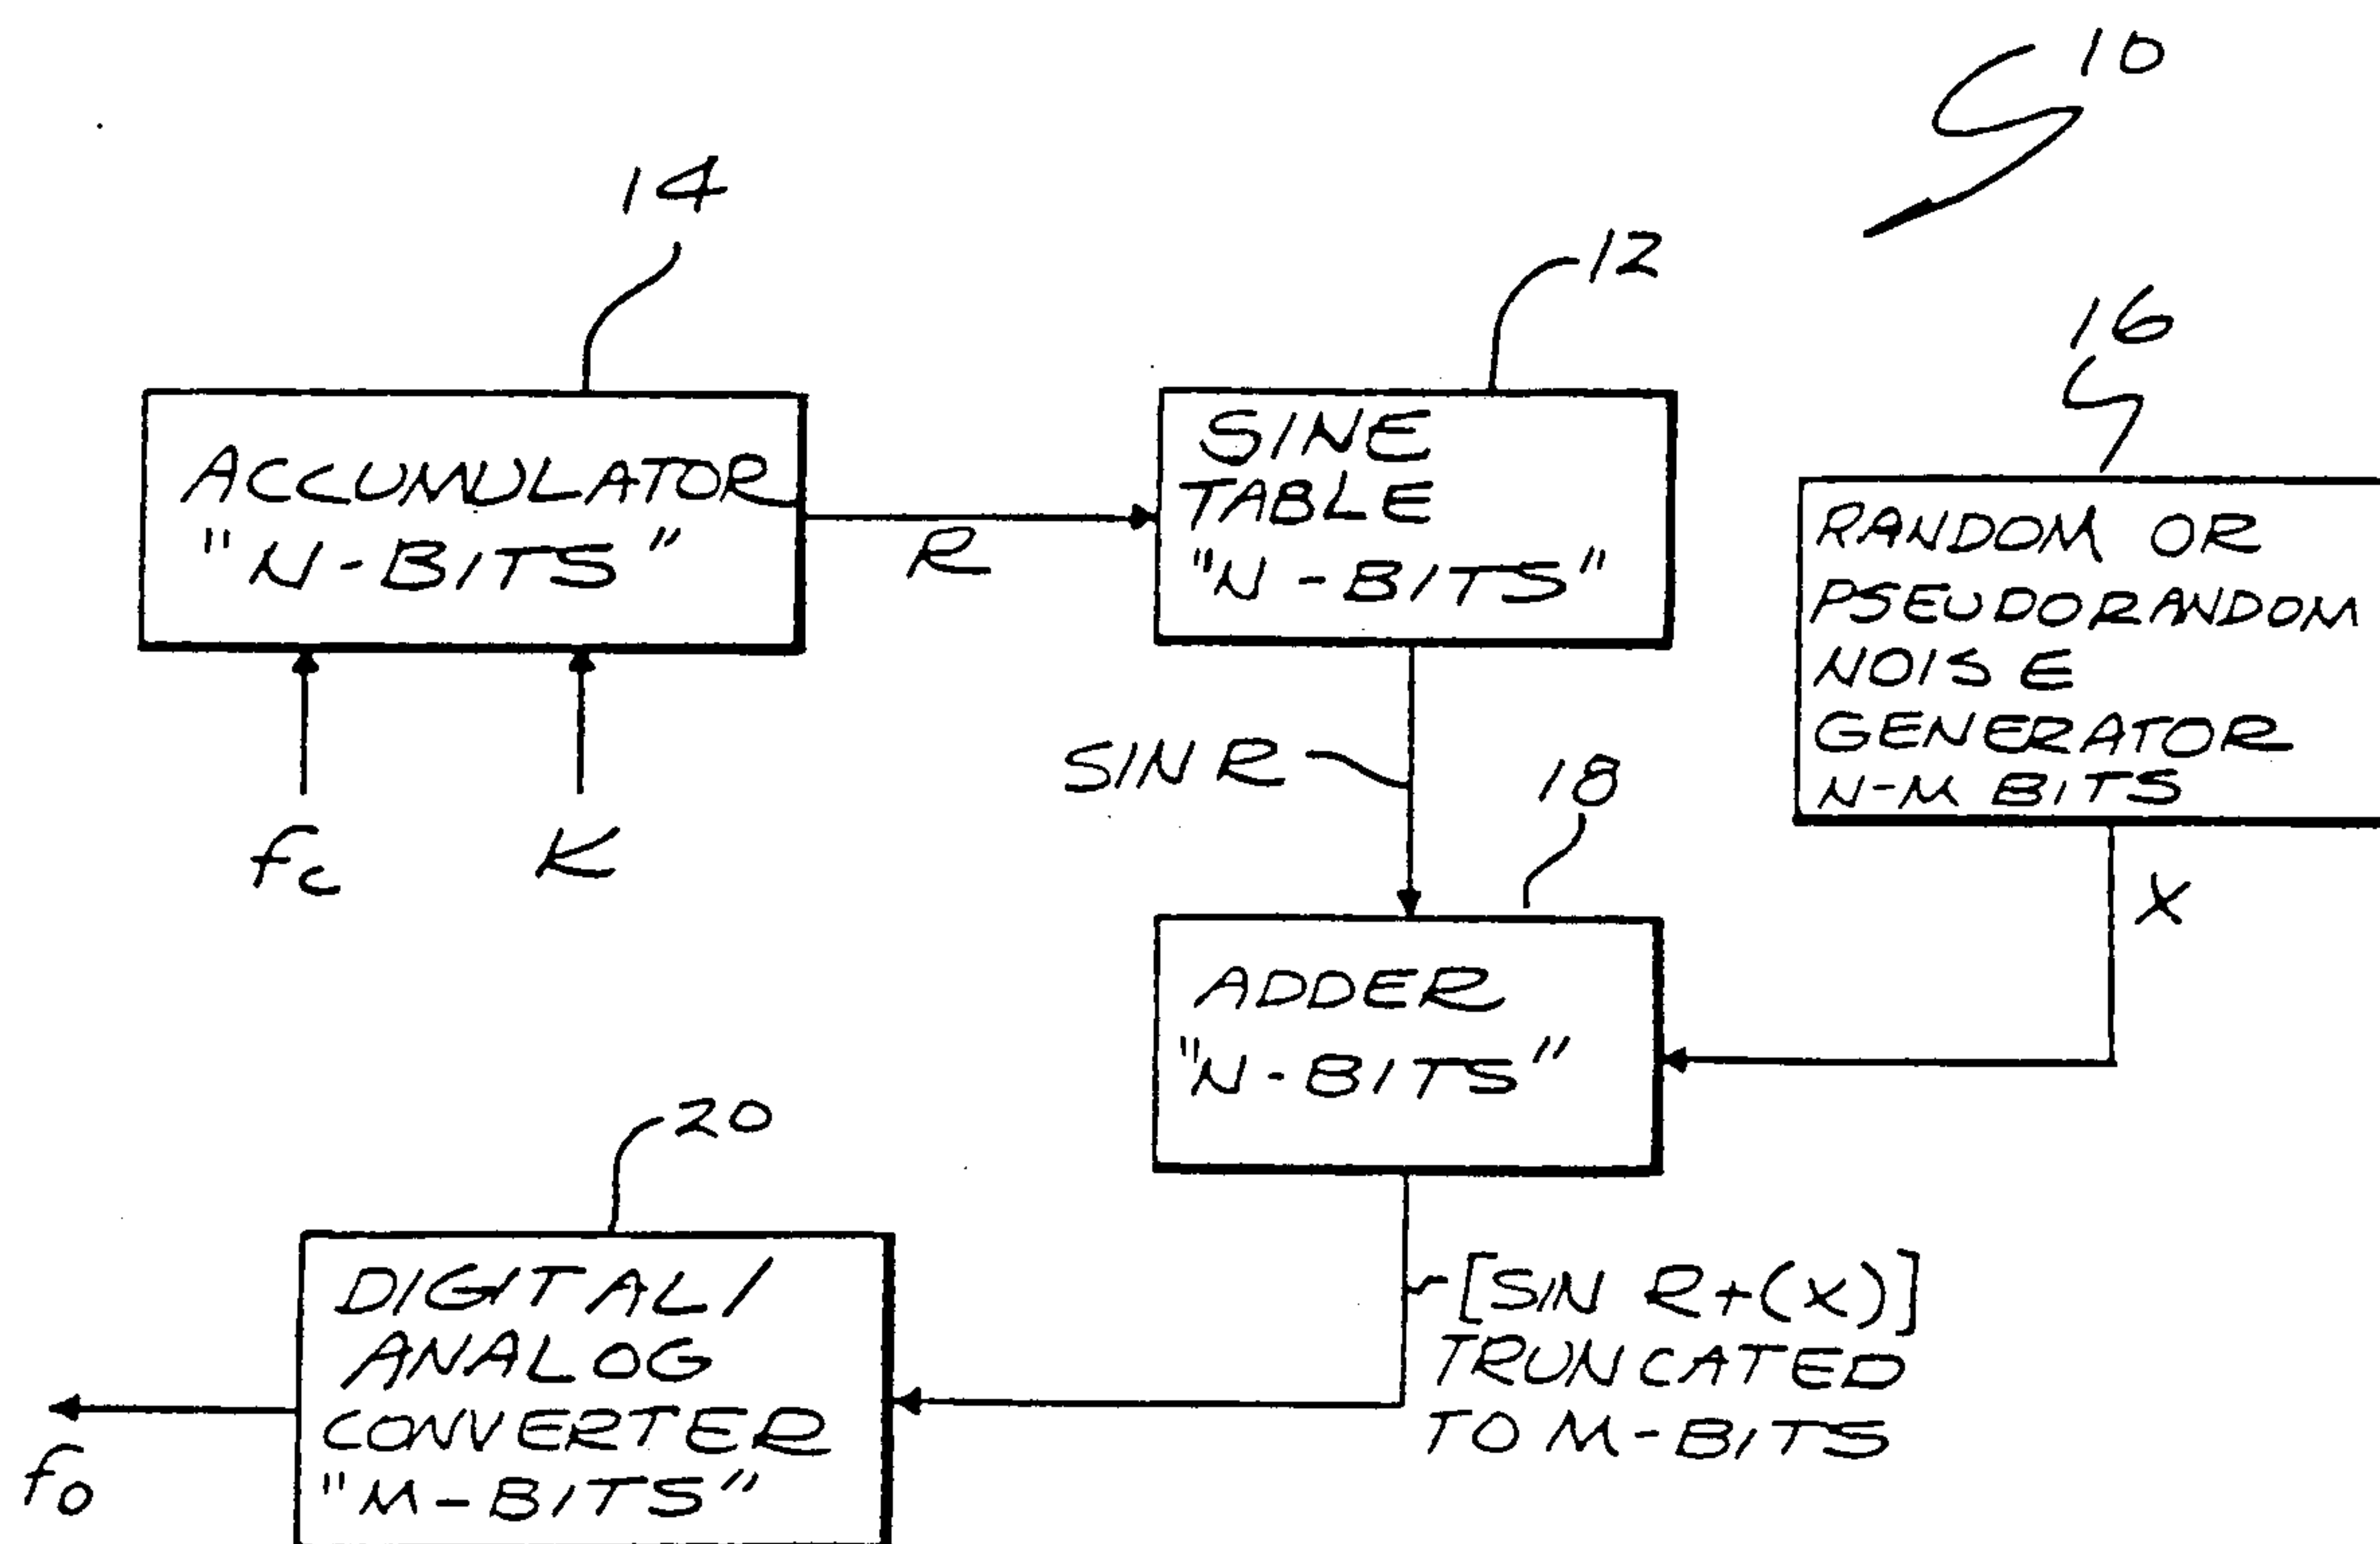 10
14
12
16
ACCUMULATOR
"N-BITS"
R
SINE
TABLE
"N-BITS"
RANDOM OR
PSEUDORANDOM
NOISE
GENERATOR
N-M BITS
fc
K
SIN R
18
X
ADDER
"N-BITS"
20
[SIN R+(X)]
TRUNCATED
TO M-BITS
DIGITAL/
ANALOG
CONVERTER
"M-BITS"
fo